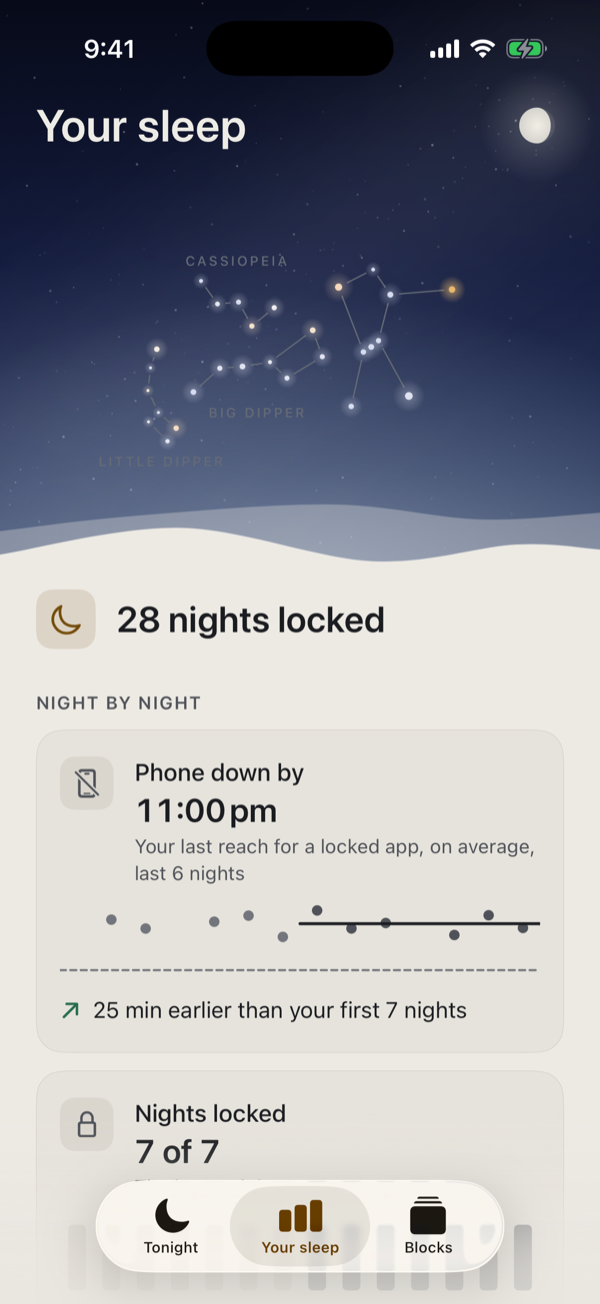 9:41
Your sleep
CASSIOPEIA
BIG DIPPER
LITTLE DIPPER
28 nights locked
NIGHT BY NIGHT
Phone down by
11:00 pm
Your last reach for a locked app, on average,
last 6 nights
25 min earlier than your first 7 nights
Nights locked
7 of 7
Tonight
Your sleep
Blocks